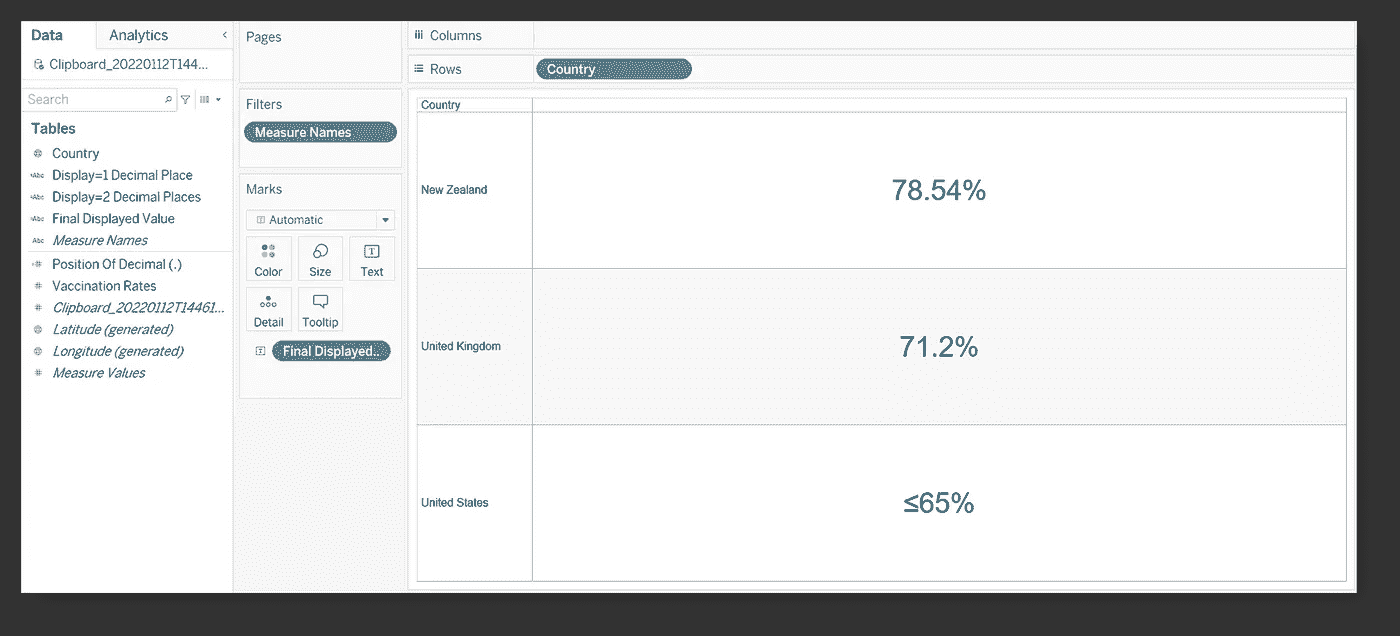 Data
Analytics
Clipboard_20220112T144...
Search
Tables
Country
Display=1 Decimal Place
Display=2 Decimal Places
Final Displayed Value
Measure Names
Position Of Decimal (.)
Vaccination Rates
Clipboard_20220112T14461...
Latitude (generated)
Longitude (generated)
Measure Values
Pages
Filters
Measure Names
Marks
Automatic
Color
Size
Text
Detail
Tooltip
Final Displayed..
Columns
Rows
Country
Country
New Zealand
78.54%
United Kingdom
71.2%
United States
≤65%